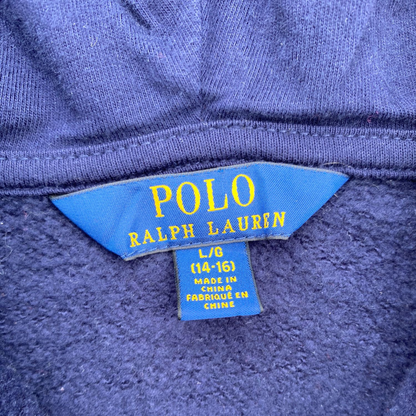 POLO
RALPH LAUREN
L/G
(14-16)
MADE IN
CHINA
FABRIQUÉ EN
CHINE